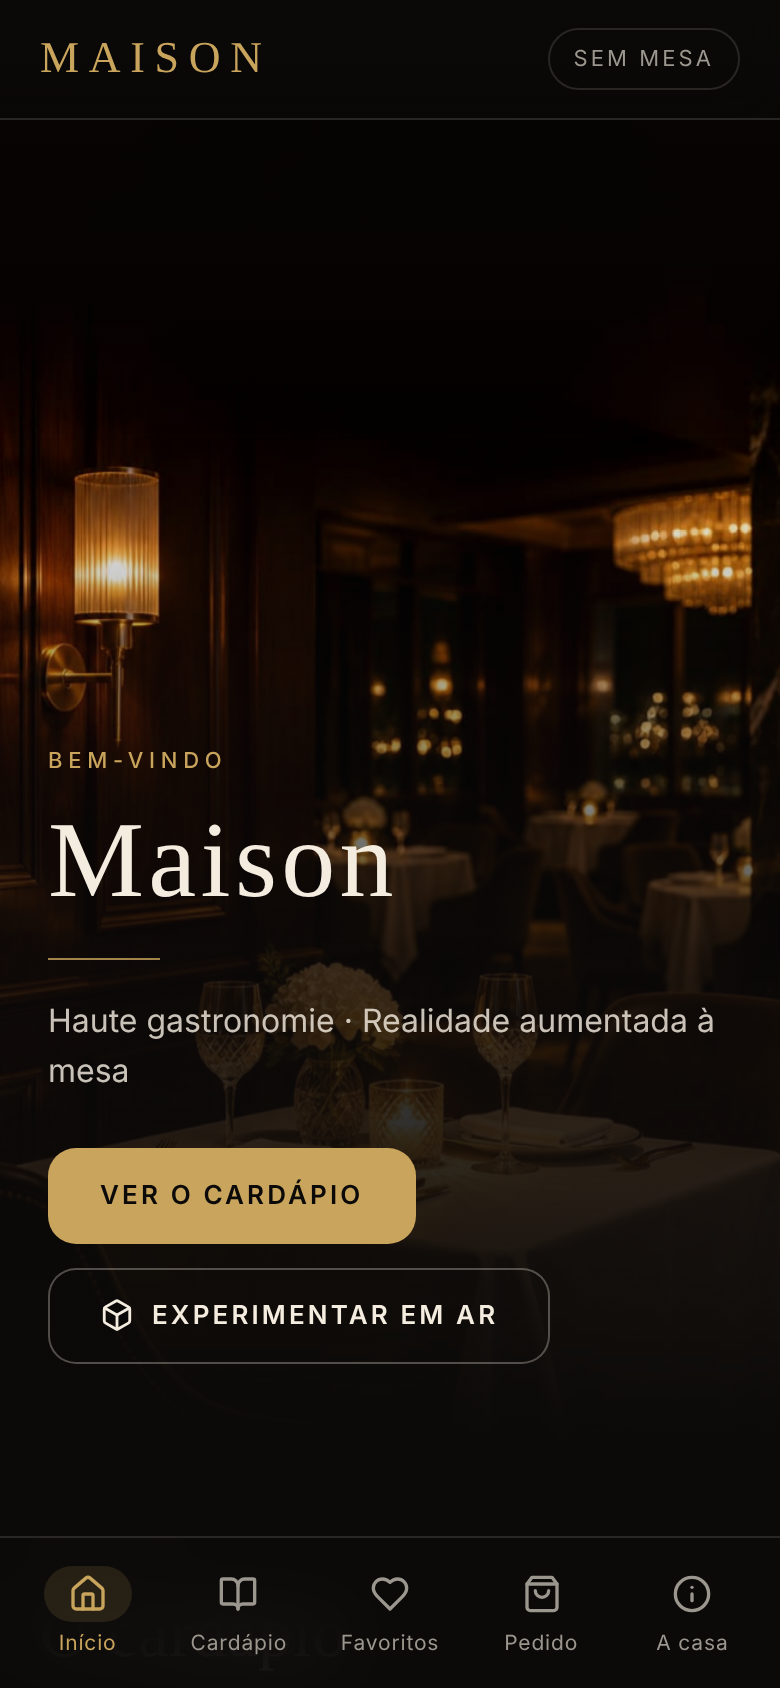 MAISON
SEM MESA
BEM-VINDO
Maison
Haute gastronomie · Realidade aumentada à
mesa
VER O CARDÁPIO
EXPERIMENTAR EM AR
Início
Cardápio
Favoritos
Pedido
A casa